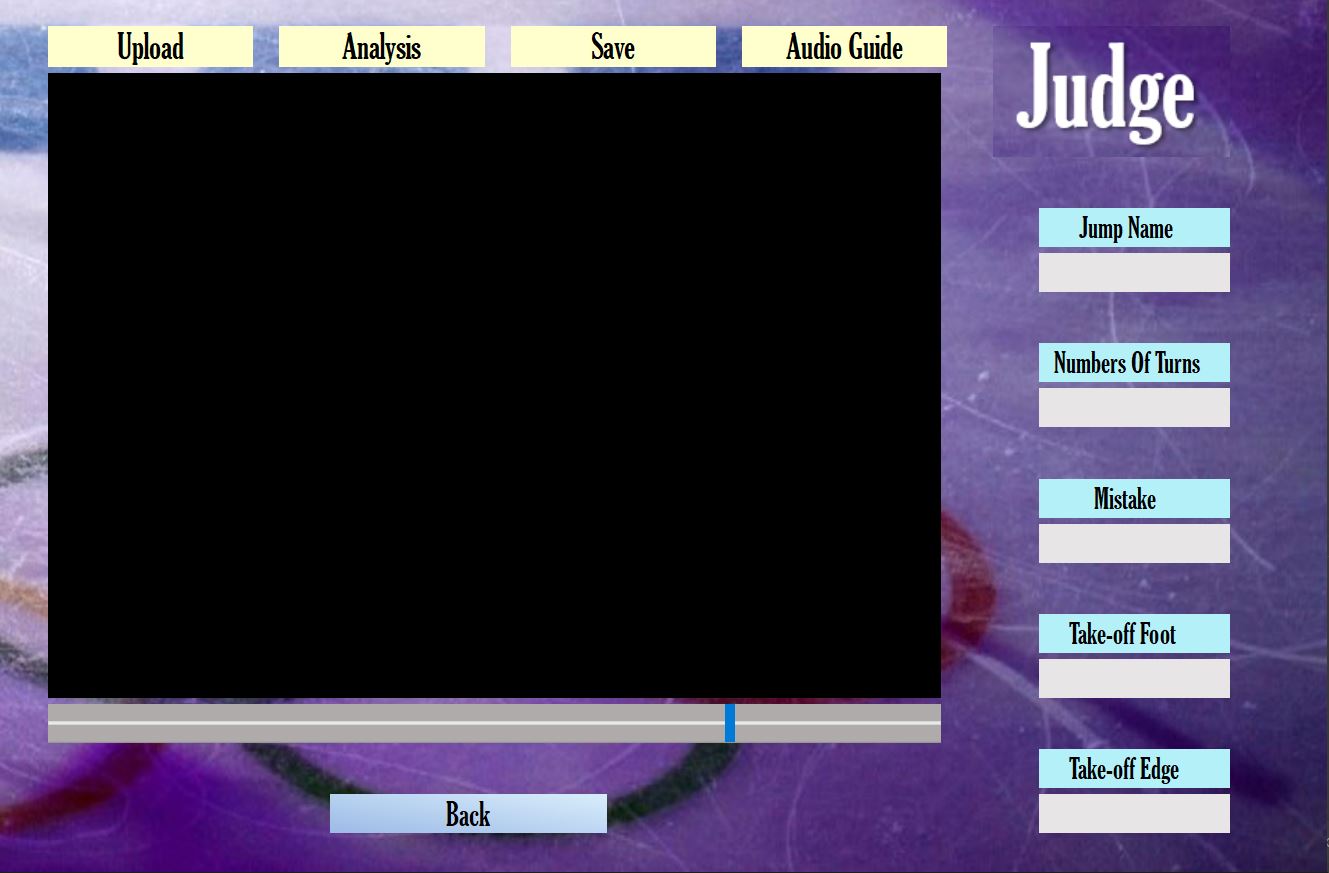 Upload
Analysis
Save
Audio Guide
Judge
Jump Name
Numbers Of Turns
Mistake
Take-off Foot
Take-off Edge
Back